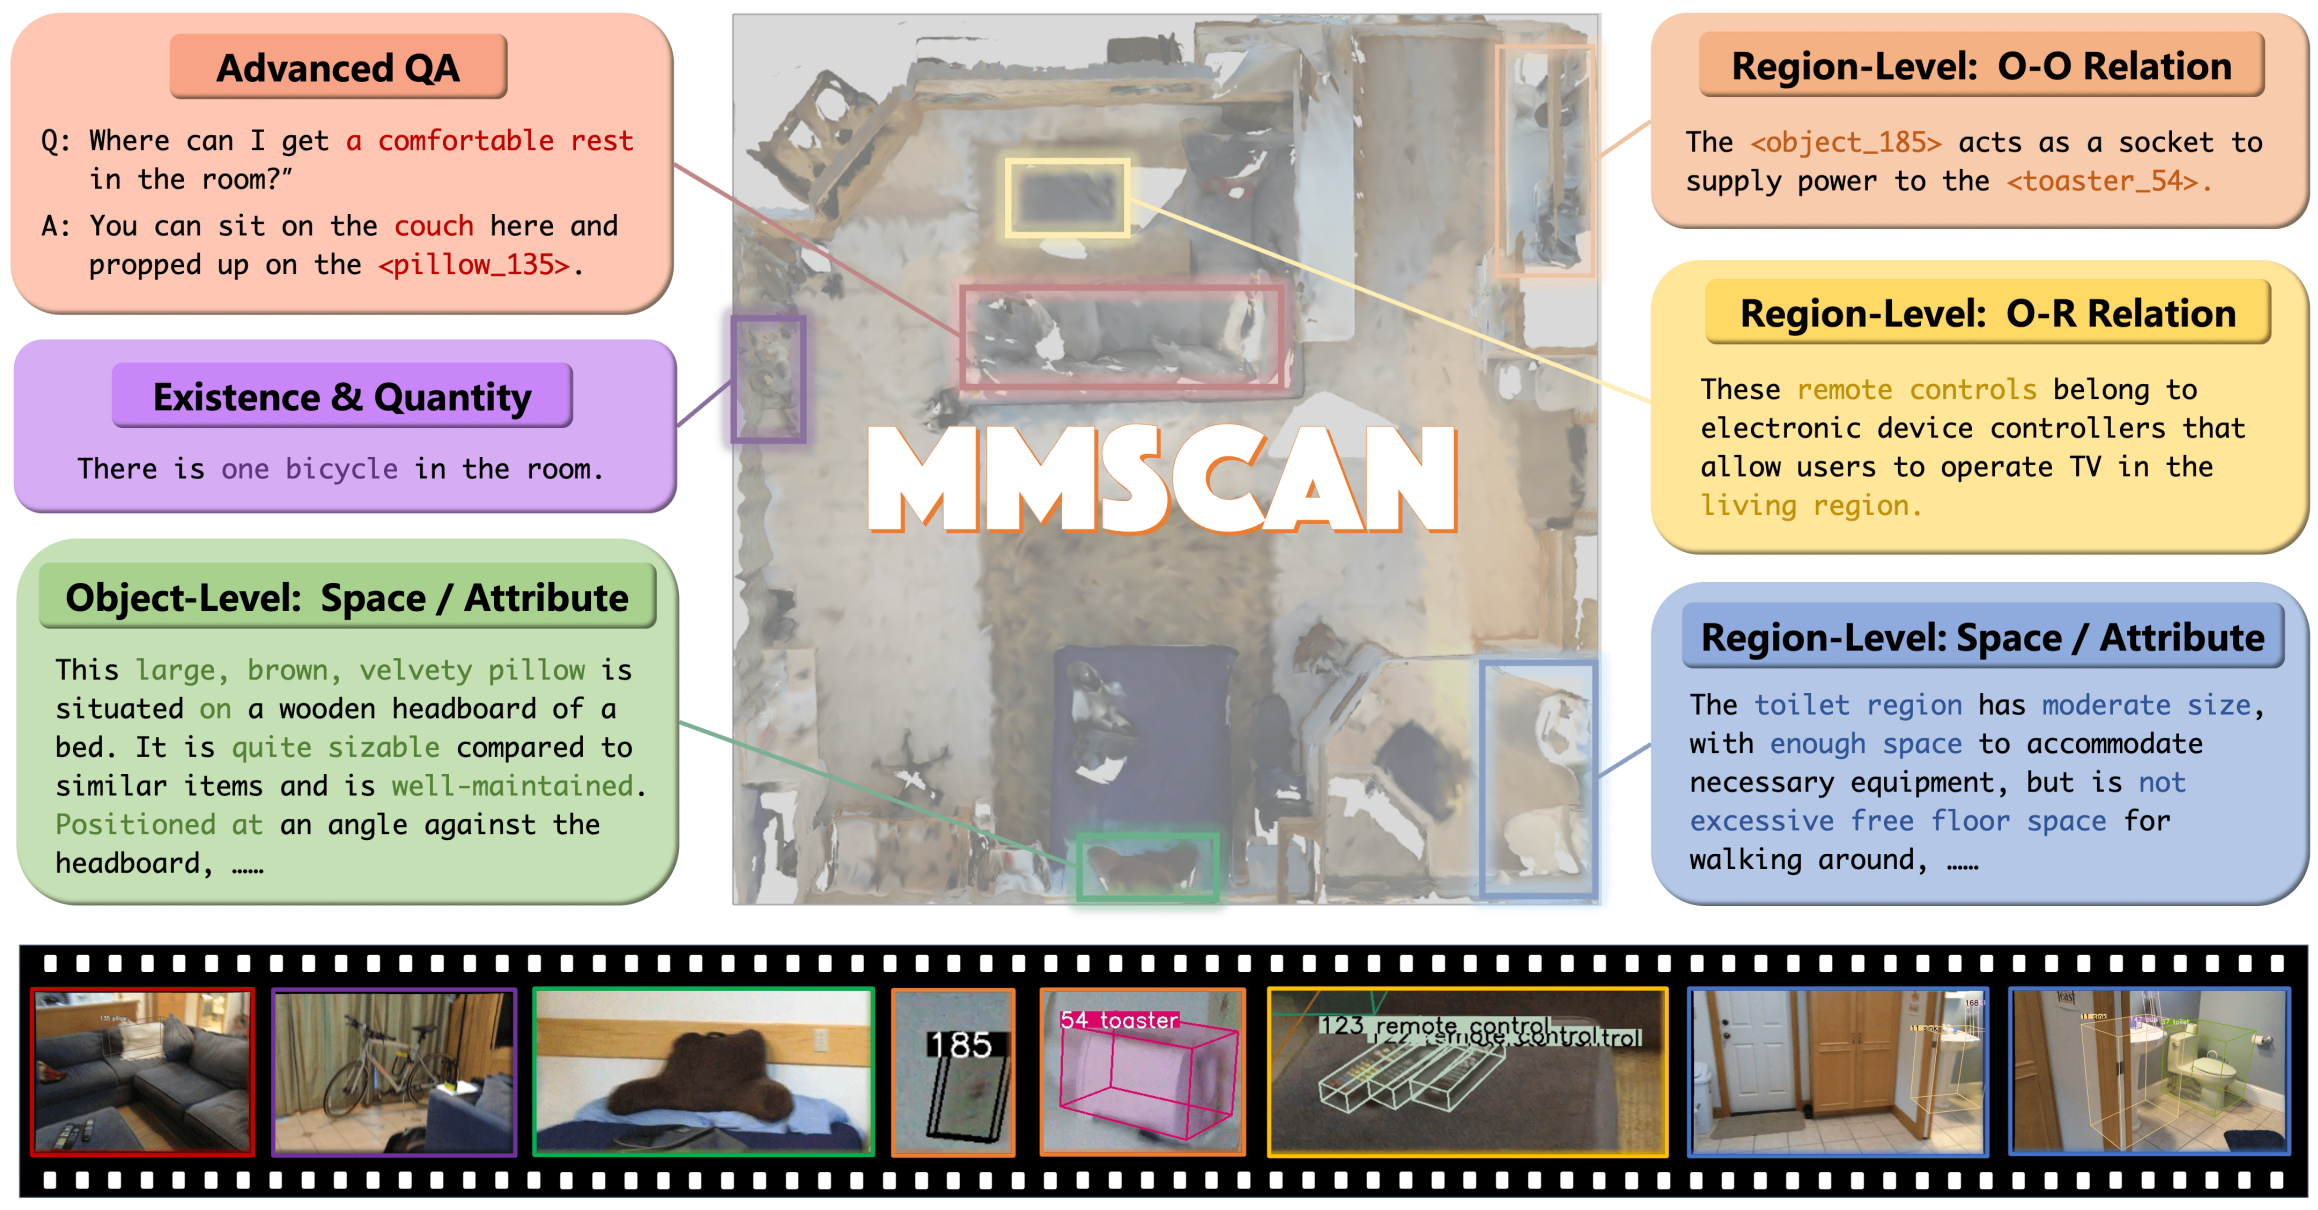 Advanced QA
Q: Where can I get a comfortable rest
in the room?”
A: You can sit on the couch here and
propped up on the <pillow_135>.
Existence & Quantity
There is one bicycle in the room.
Object-Level: Space / Attribute
This large, brown, velvety pillow is
situated on a wooden headboard of a
bed. It is quite sizable compared to
similar items and is well-maintained.
Positioned at an angle against the
headboard, ……
MMSCAN
Region-Level: O-O Relation
The <object_185> acts as a socket to
supply power to the <toaster_54>.
Region-Level: O-R Relation
These remote controls belong to
electronic device controllers that
allow users to operate TV in the
living region.
Region-Level: Space / Attribute
The toilet region has moderate size,
with enough space to accommodate
necessary equipment, but is not
excessive free floor space for
walking around, ……
135 pillow
185
54 toaster
123 remote control
remote control
trol
168